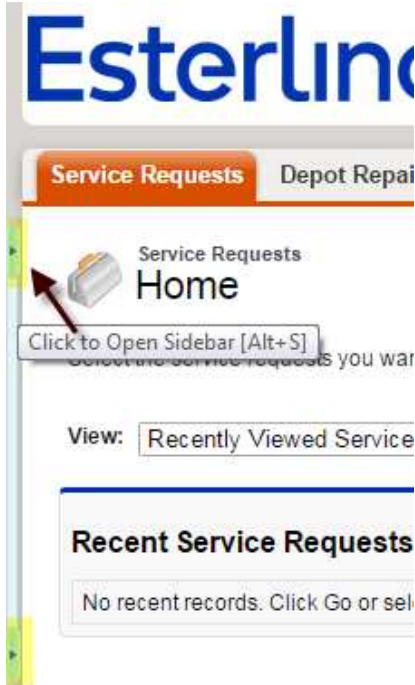 Esterlin
Service Requests Depot Repai
Service Requests
Home
Click to Open Sidebar [Alt+S]
Select the service requests you wan
View: Recently Viewed Service
Recent Service Requests
No recent records. Click Go or sel